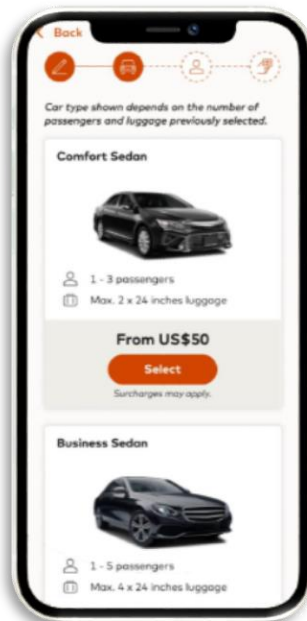 Back
Car type shown depends on the number of
passengers and luggage previously selected.
Comfort Sedan
1 - 3 passengers
Max. 2 x 24 inches luggage
From US$50
Select
Surcharges may apply.
Business Sedan
1 - 5 passengers
Max. 4 x 24 inches luggage